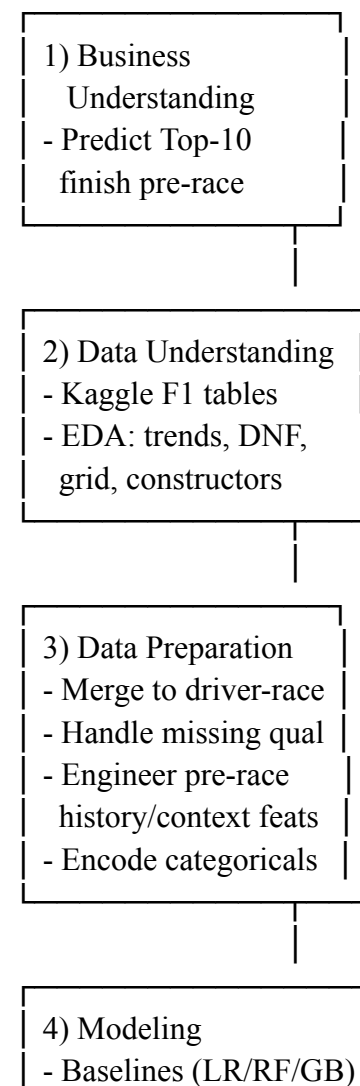 1) Business
Understanding
- Predict Top-10
finish pre-race
2) Data Understanding
- Kaggle F1 tables
- EDA: trends, DNF,
grid, constructors
3) Data Preparation
- Merge to driver-race
- Handle missing qual
- Engineer pre-race
history/context feats
- Encode categoricals
4) Modeling
- Baselines (LR/RF/GB)